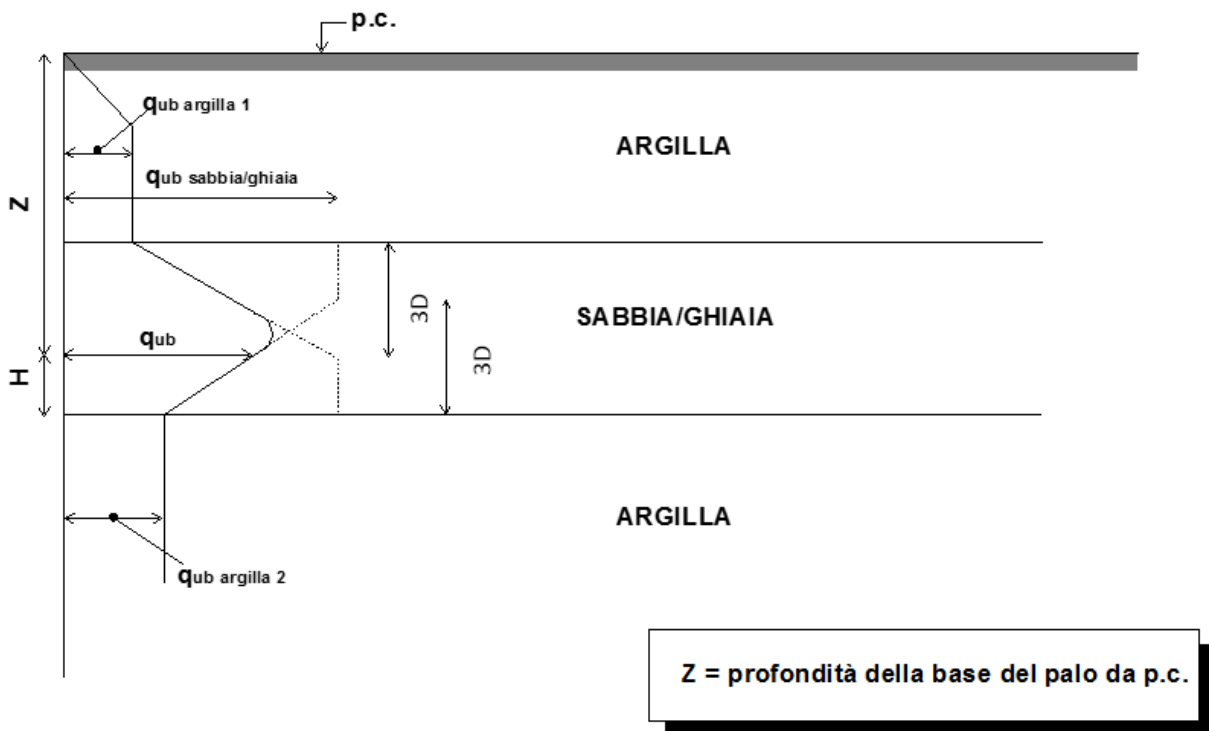 p.c.
qub argilla 1
ARGILLA
qub sabbia/ghiaia
Z
3D
SABBIA/GHIAIA
qub
3D
H
ARGILLA
qub argilla 2
Z = profondità della base del palo da p.c.